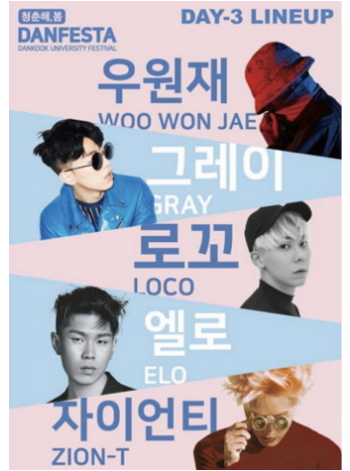 청춘해,봄
DANFESTA
DANKOOK UNIVERSITY FESTIVAL
DAY-3 LINEUP
우원재
WOO WON JAE
그레이
GRAY
로꼬
LOCO
엘로
ELO
자이언티
ZION-T